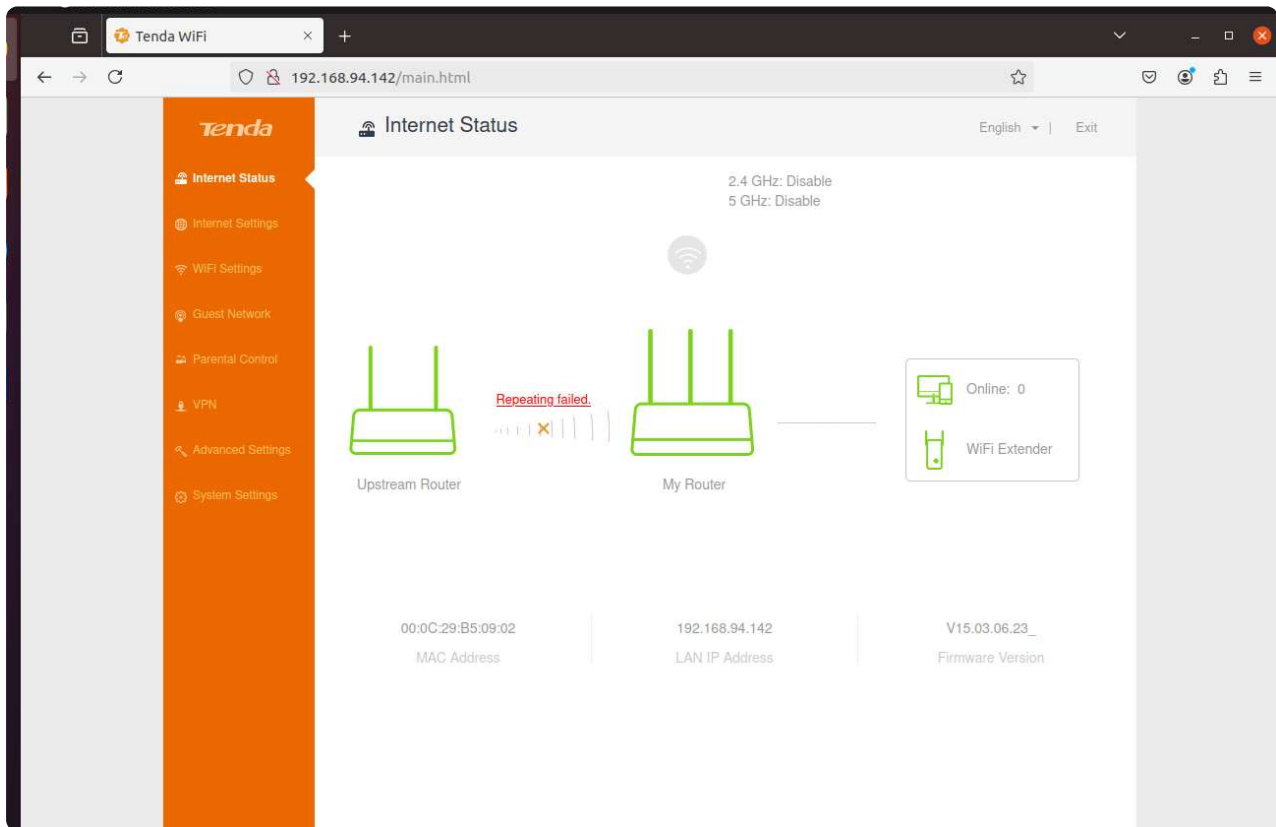 Tenda WiFi
192.168.94.142/main.html
Tenda
Internet Status
English
|
Exit
Internet Status
Internet Settings
WiFi Settings
Guest Network
Parental Control
VPN
Advanced Settings
System Settings
2.4 GHz: Disable
5 GHz: Disable
Repeating failed.
Upstream Router
My Router
Online: 0
WiFi Extender
00:0C:29:B5:09:02
MAC Address
192.168.94.142
LAN IP Address
V15.03.06.23_
Firmware Version